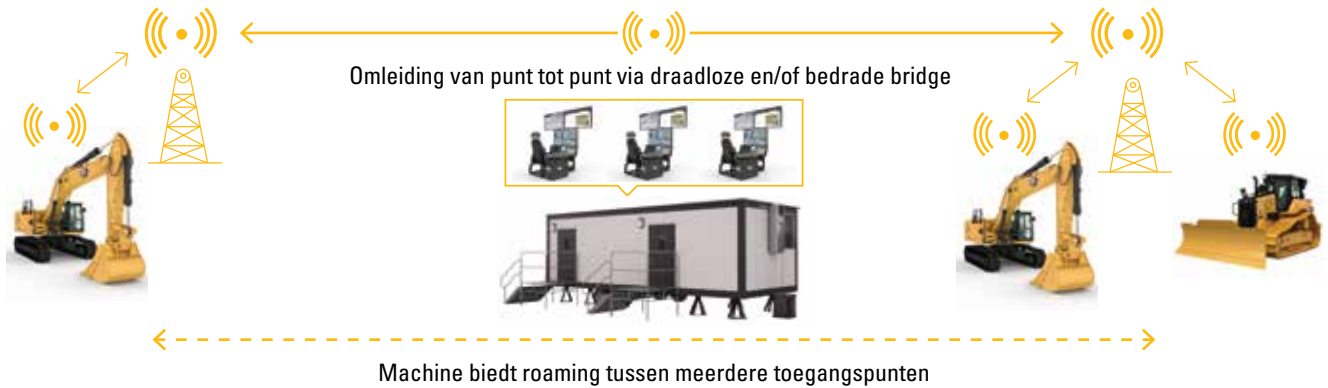 Omleiding van punt tot punt via draadloze en/of bedrade bridge
Machine biedt roaming tussen meerdere toegangspunten